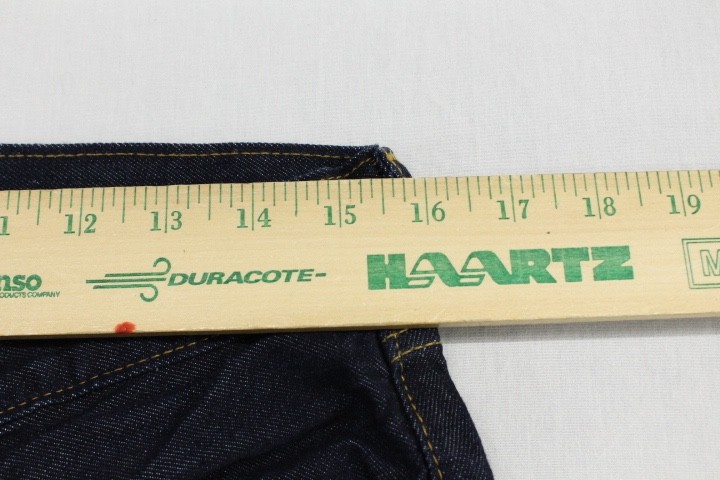 1 12 13 14 15 16 17 18 19
nso DURACOTE- HAARTZ M
PRODUCTS COMPANY